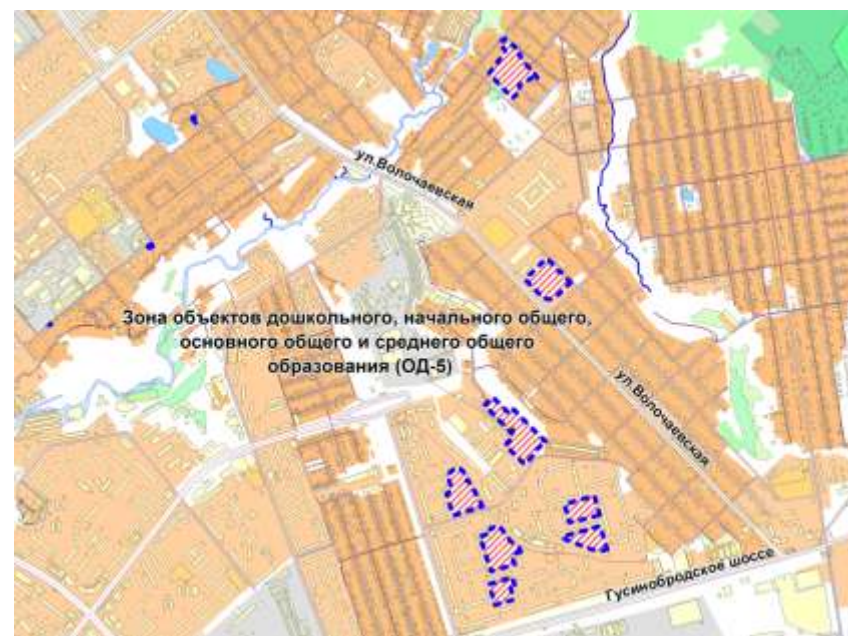 ул.Волочаевская
Зона объектов дошкольного, начального общего,
основного общего и среднего общего
образования (ОД-5)
ул.Волочаевская
Гусинобродское шоссе